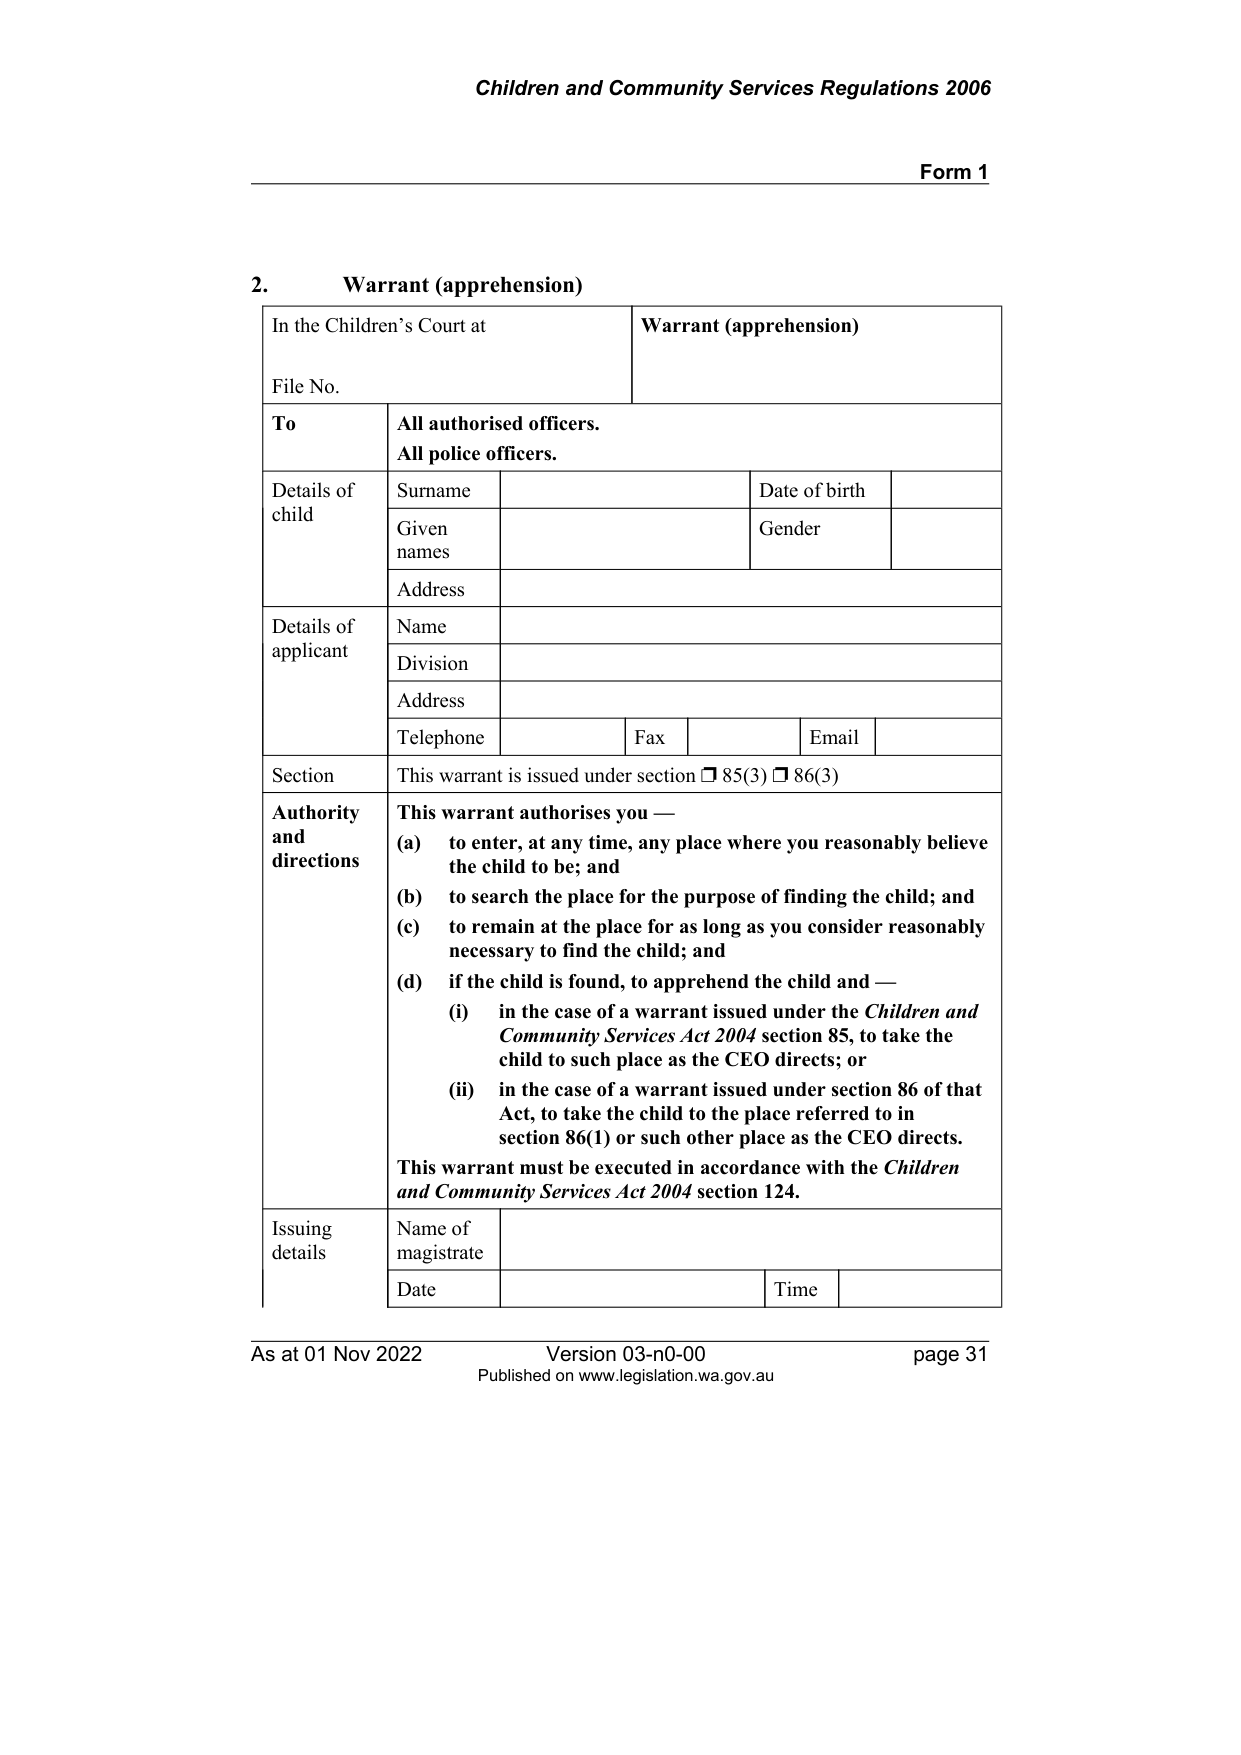 Children and Community Services Regulations 2006
Form 1
2. Warrant (apprehension)
In the Children’s Court at
File No.
Warrant (apprehension)
To
All authorised officers.
All police officers.
Details of
child
Surname
Date of birth
Given
names
Gender
Address
Details of
applicant
Name
Division
Address
Telephone
Fax
Email
Section
This warrant is issued under section ❒ 85(3) ❒ 86(3)
Authority
and
directions
This warrant authorises you —
(a) to enter, at any time, any place where you reasonably believe
the child to be; and
(b) to search the place for the purpose of finding the child; and
(c) to remain at the place for as long as you consider reasonably
necessary to find the child; and
(d) if the child is found, to apprehend the child and —
(i) in the case of a warrant issued under the Children and
Community Services Act 2004 section 85, to take the
child to such place as the CEO directs; or
(ii) in the case of a warrant issued under section 86 of that
Act, to take the child to the place referred to in
section 86(1) or such other place as the CEO directs.
This warrant must be executed in accordance with the Children
and Community Services Act 2004 section 124.
Issuing
details
Name of
magistrate
Date
Time
As at 01 Nov 2022 Version 03-n0-00 page 31
Published on www.legislation.wa.gov.au